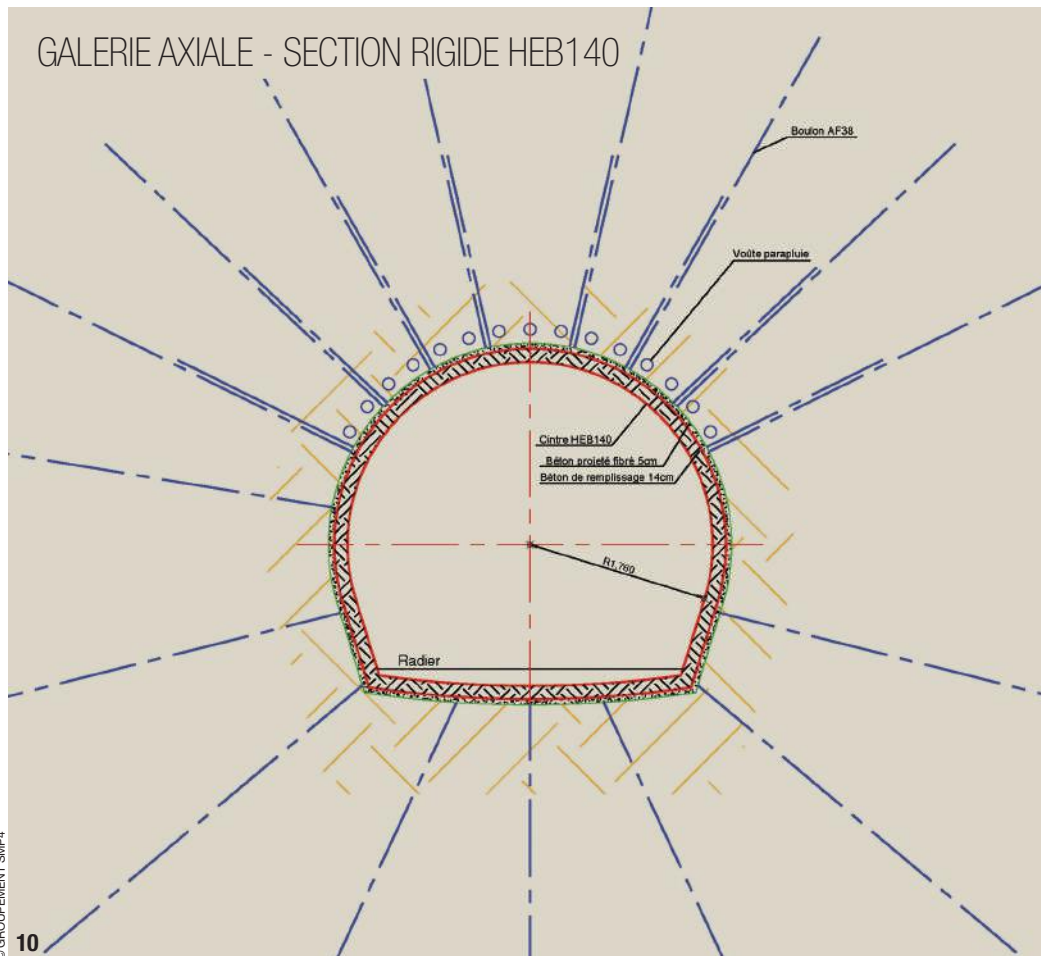 GALERIE AXIALE - SECTION RIGIDE HEB140
Boulon AF38
Voûte parapluie
Cintre HEB140
Béton projeté fibré 5cm
Béton de remplissage 14cm
R1,760
Radier
© GROUPEMENT SMP4
10